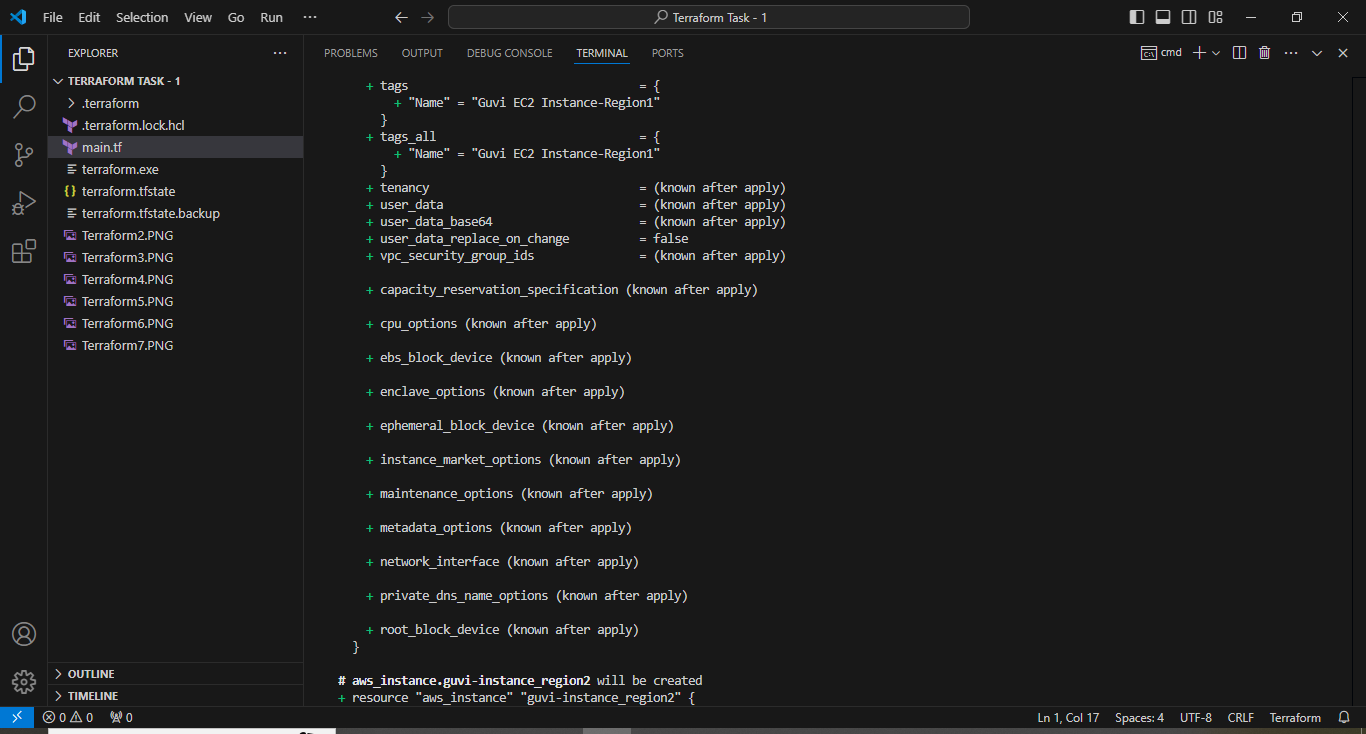 File Edit Selection View Go Run ··· ← → Terraform Task - 1
EXPLORER ···
TERRAFORM TASK - 1
.terraform
.terraform.lock.hcl
main.tf
terraform.exe
{} terraform.tfstate
terraform.tfstate.backup
Terraform2.PNG
Terraform3.PNG
Terraform4.PNG
Terraform5.PNG
Terraform6.PNG
Terraform7.PNG
OUTLINE
TIMELINE
PROBLEMS OUTPUT DEBUG CONSOLE TERMINAL PORTS cmd
+ tags = {
+ "Name" = "Guvi EC2 Instance-Region1"
}
+ tags_all = {
+ "Name" = "Guvi EC2 Instance-Region1"
}
+ tenancy = (known after apply)
+ user_data = (known after apply)
+ user_data_base64 = (known after apply)
+ user_data_replace_on_change = false
+ vpc_security_group_ids = (known after apply)
+ capacity_reservation_specification (known after apply)
+ cpu_options (known after apply)
+ ebs_block_device (known after apply)
+ enclave_options (known after apply)
+ ephemeral_block_device (known after apply)
+ instance_market_options (known after apply)
+ maintenance_options (known after apply)
+ metadata_options (known after apply)
+ network_interface (known after apply)
+ private_dns_name_options (known after apply)
+ root_block_device (known after apply)
}
# aws_instance.guvi-instance_region2 will be created
+ resource "aws_instance" "guvi-instance_region2" {
0 0 0 Ln 1, Col 17 Spaces: 4 UTF-8 CRLF Terraform